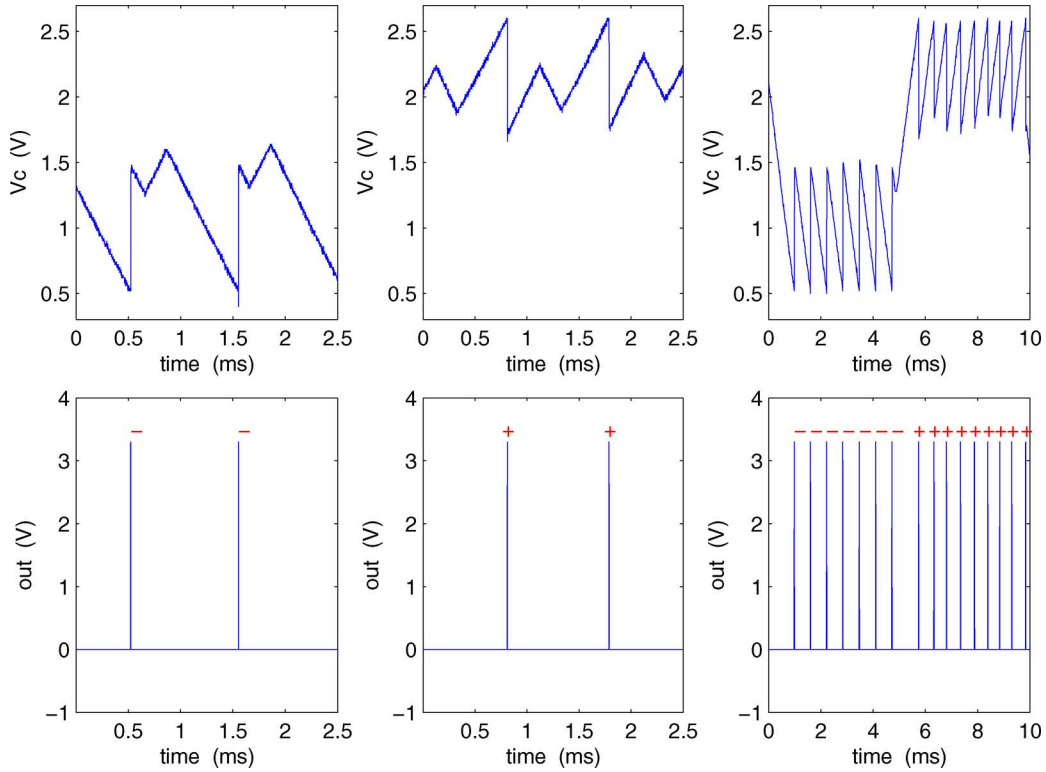 2.5
2
1.5
1
0.5
Vc (V)
0 0.5 1 1.5 2 2.5
time (ms)
2.5
2
1.5
1
0.5
Vc (V)
0 0.5 1 1.5 2 2.5
time (ms)
2.5
2
1.5
1
0.5
Vc (V)
0 2 4 6 8 10
time (ms)
4
3
2
1
0
−1
out (V)
− −
0.5 1 1.5 2 2.5
time (ms)
4
3
2
1
0
−1
out (V)
+ +
0.5 1 1.5 2 2.5
time (ms)
4
3
2
1
0
−1
out (V)
− − − − − − − + + + + + + + + +
0 2 4 6 8 10
time (ms)